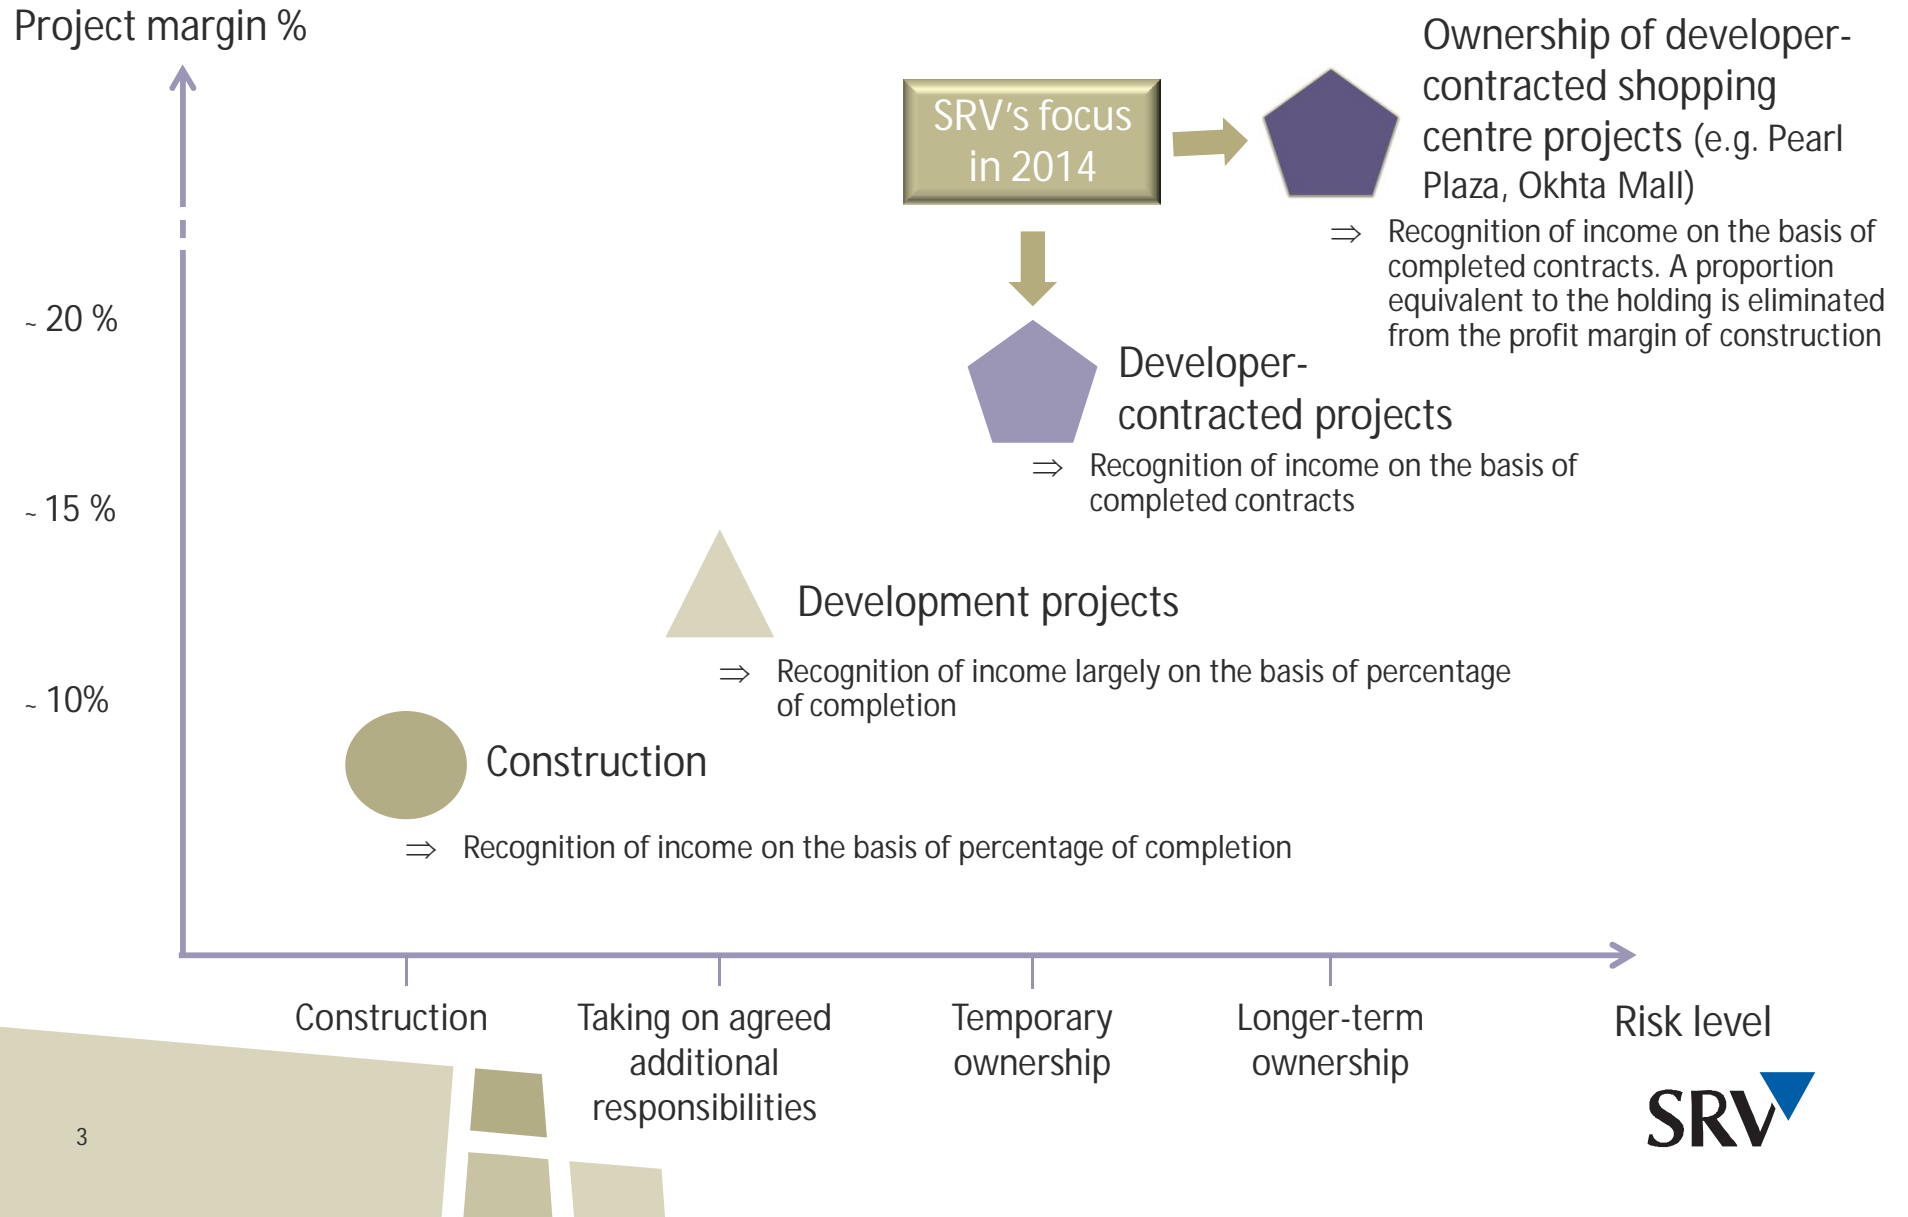 Project margin %
SRV's focus
in 2014
Ownership of developer-
contracted shopping
centre projects (e.g. Pearl
Plaza, Okhta Mall)
⇒ Recognition of income on the basis of
completed contracts. A proportion
equivalent to the holding is eliminated
from the profit margin of construction
~ 20 %
Developer-
contracted projects
⇒ Recognition of income on the basis of
completed contracts
~ 15 %
Development projects
⇒ Recognition of income largely on the basis of percentage
of completion
~ 10%
Construction
⇒ Recognition of income on the basis of percentage of completion
Construction
Taking on agreed
additional
responsibilities
Temporary
ownership
Longer-term
ownership
Risk level
SRV
3